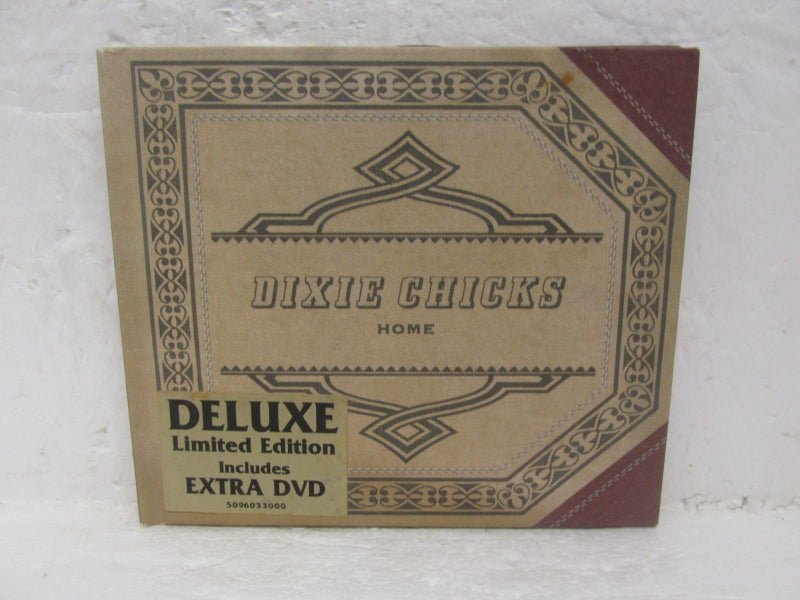 DIXIE CHICKS
HOME
DELUXE
Limited Edition
Includes
EXTRA DVD
5096033000